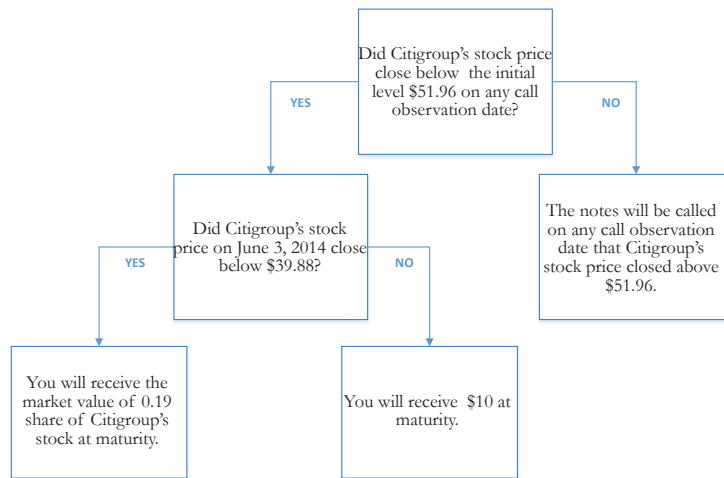 Did Citigroup’s stock price
close below the initial
level $51.96 on any call
observation date?
YES
NO
Did Citigroup’s stock
price on June 3, 2014 close
below $39.88?
The notes will be called
on any call observation
date that Citigroup’s
stock price closed above
$51.96.
YES
NO
You will receive the
market value of 0.19
share of Citigroup’s
stock at maturity.
You will receive $10 at
maturity.